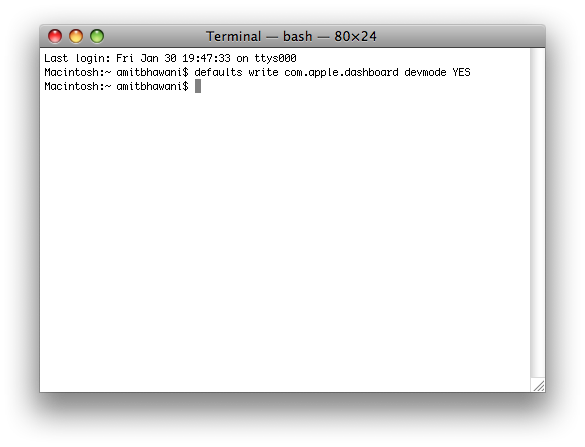 Terminal — bash — 80×24
Last login: Fri Jan 30 19:47:33 on ttys000
Macintosh:~ amitbhawani$ defaults write com.apple.dashboard devmode YES
Macintosh:~ amitbhawani$